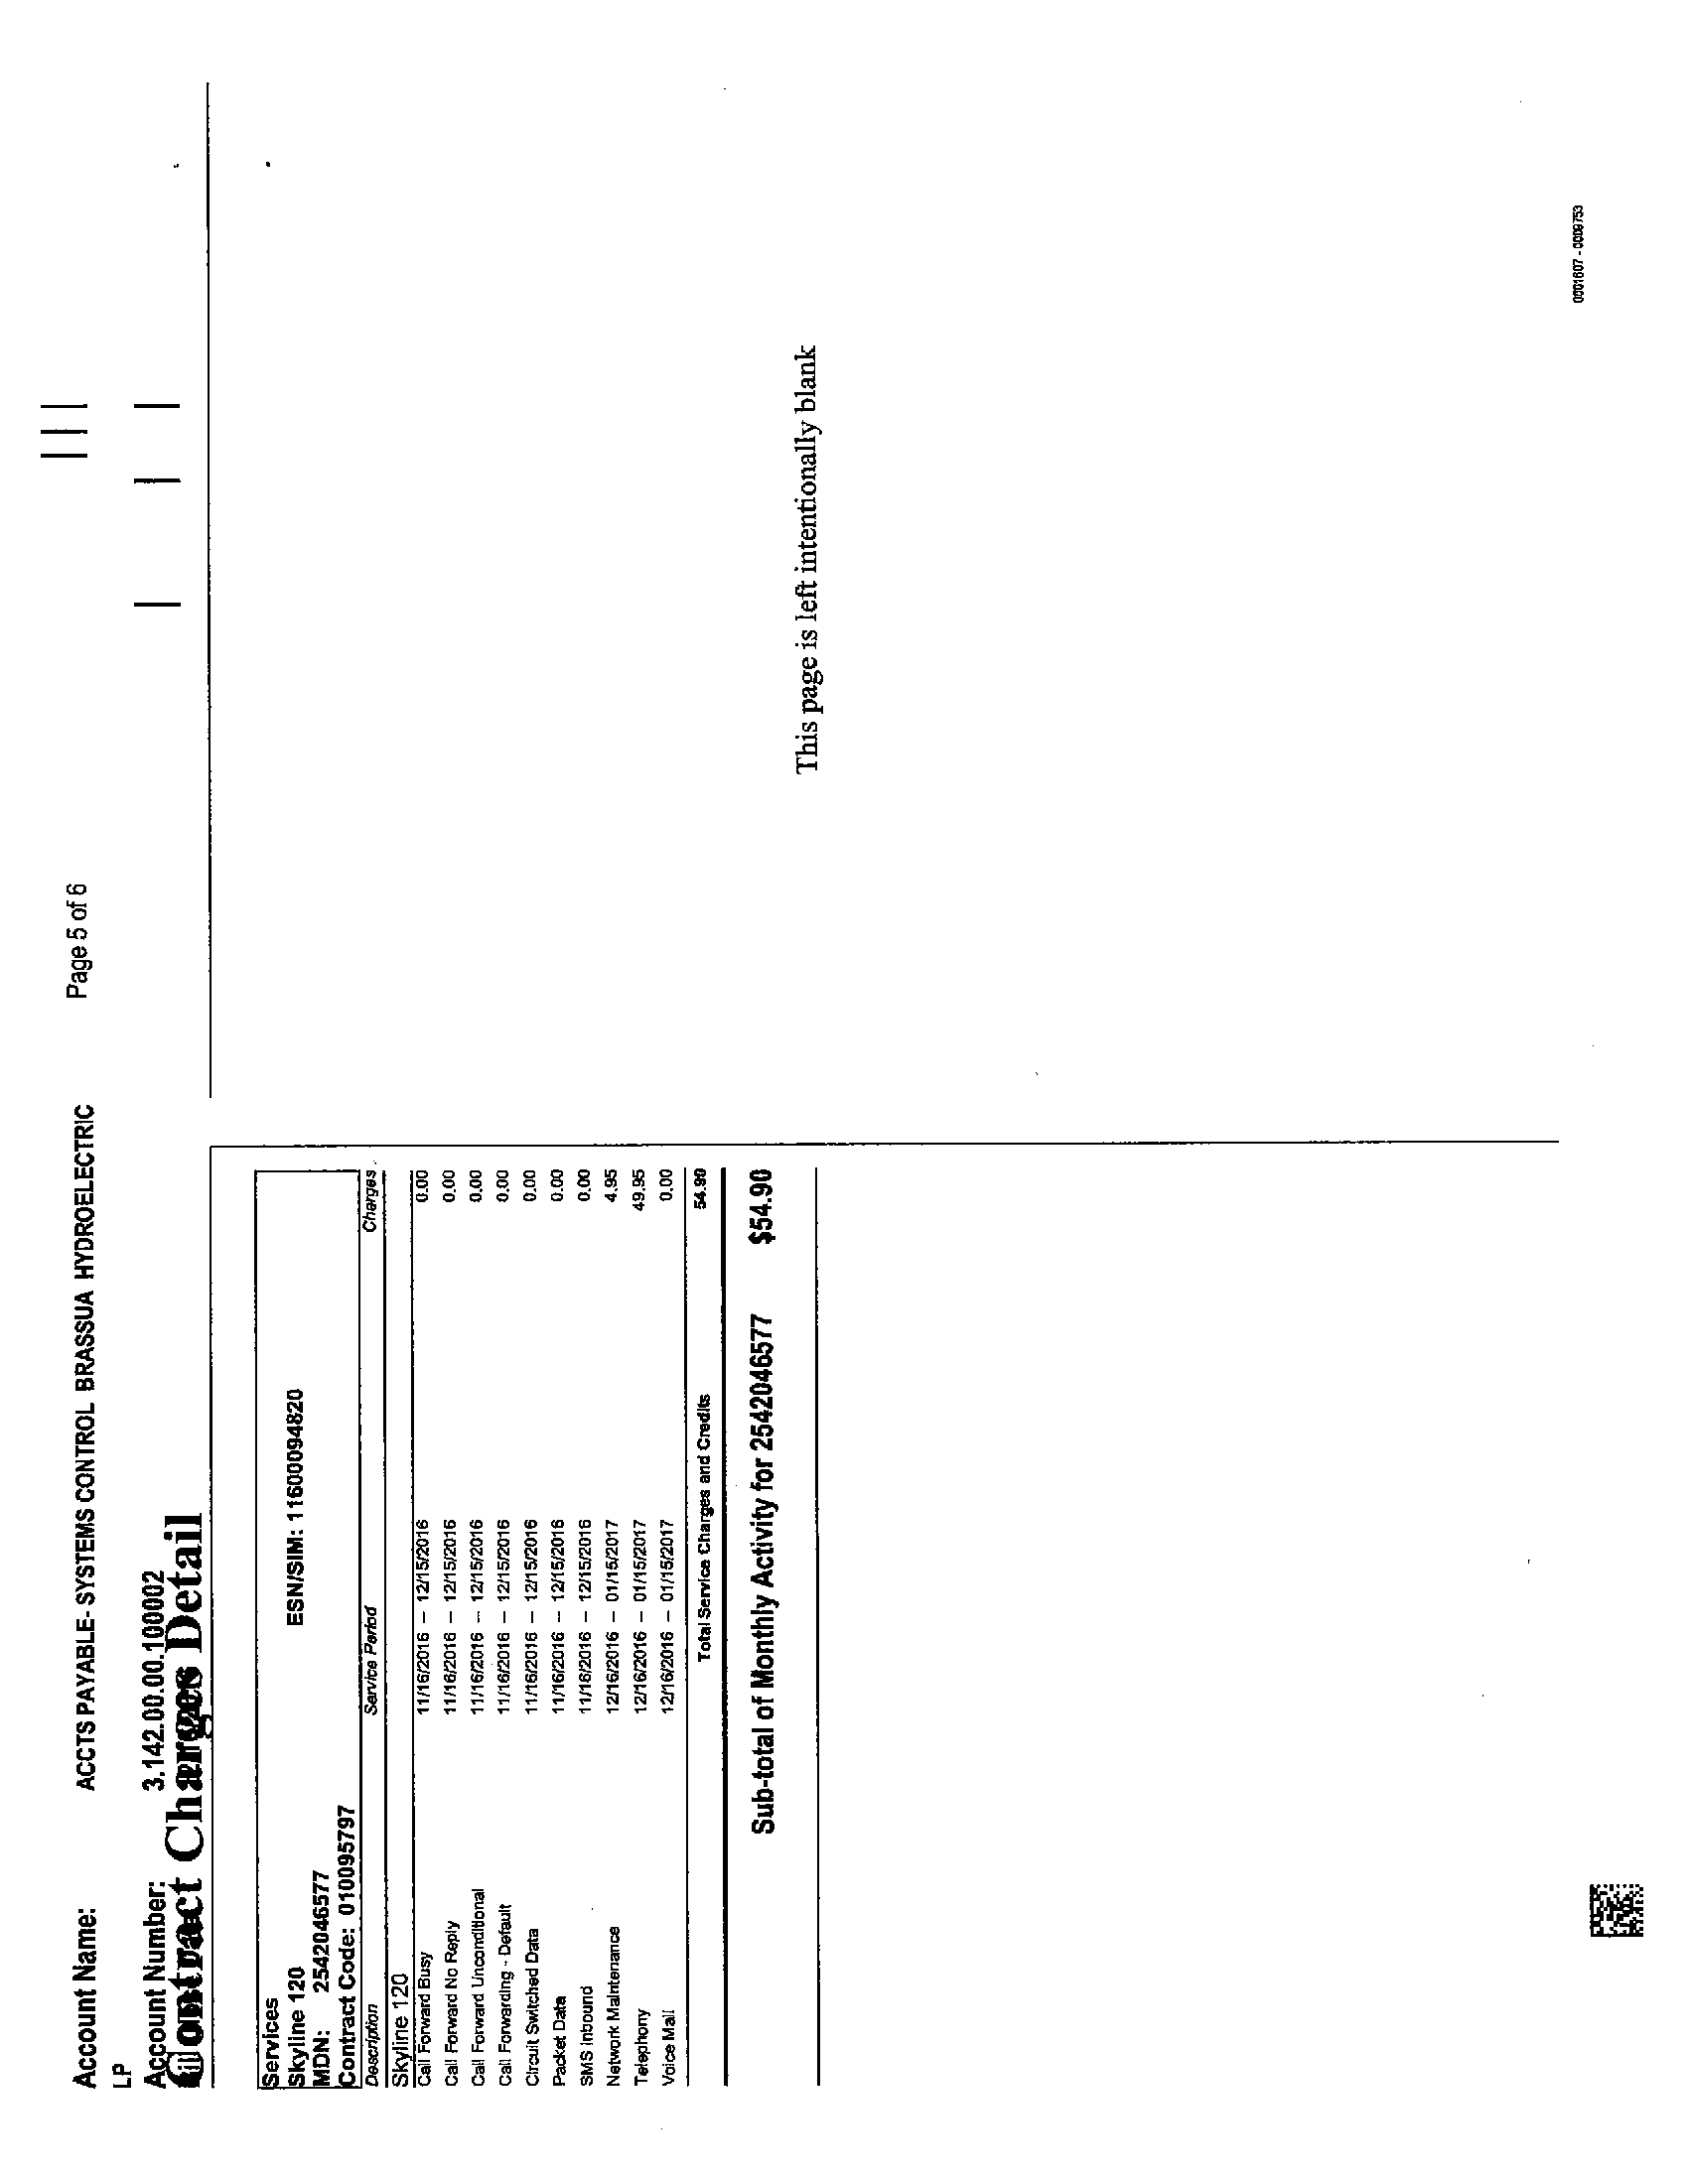 Account Name: ACCTS PAYABLE- SYSTEMS CONTROL BRASSUA HYDROELECTRIC Page 5 of 6
LP
Account Number: 3.142.00.00.100002
Contract Charges Detail
Services
Skyline 120 ESN/SIM: 11600094820
MDN: 2542046577
Contract Code: 010095797
Description Service Period Charges
Skyline 120
Call Forward Busy 11/16/2016 – 12/15/2016 0.00
Call Forward No Reply 11/16/2016 – 12/15/2016 0.00
Call Forward Unconditional 11/16/2016 – 12/15/2016 0.00
Call Forwarding - Default 11/16/2016 – 12/15/2016 0.00
Circuit Switched Data 11/16/2016 – 12/15/2016 0.00
Packet Data 11/16/2016 – 12/15/2016 0.00
SMS Inbound 11/16/2016 – 12/15/2016 0.00
Network Maintenance 12/16/2016 – 01/15/2017 4.95
Telephony 12/16/2016 – 01/15/2017 49.95
Voice Mail 12/16/2016 – 01/15/2017 0.00
Total Service Charges and Credits 54.90
Sub-total of Monthly Activity for 2542046577 $54.90
This page is left intentionally blank
0001607 - 0009753